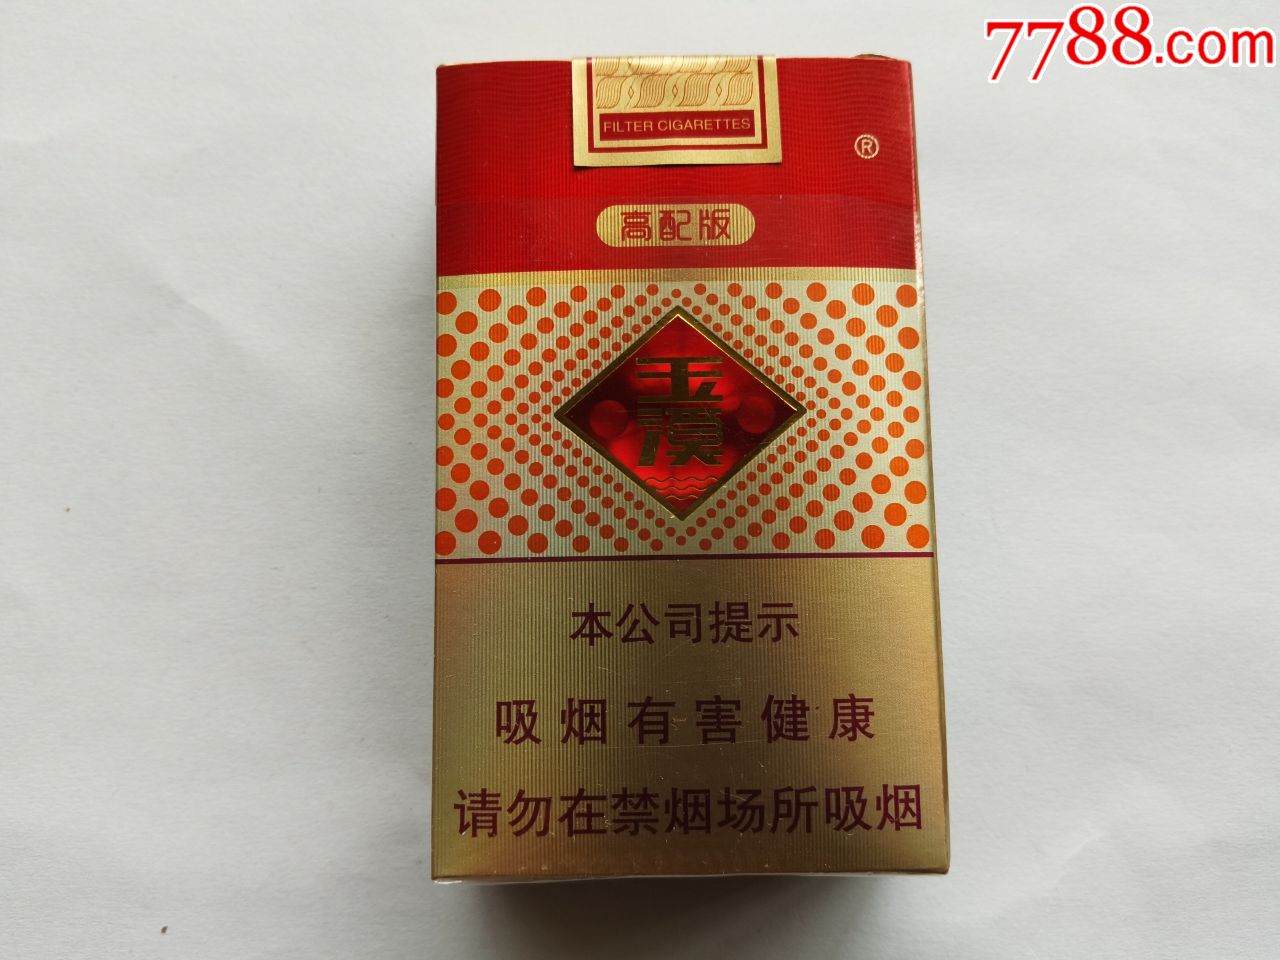 7788.com
FILTER CIGARETTES
®
高配版
玉
溪
本公司提示
吸烟有害健康
请勿在禁烟场所吸烟